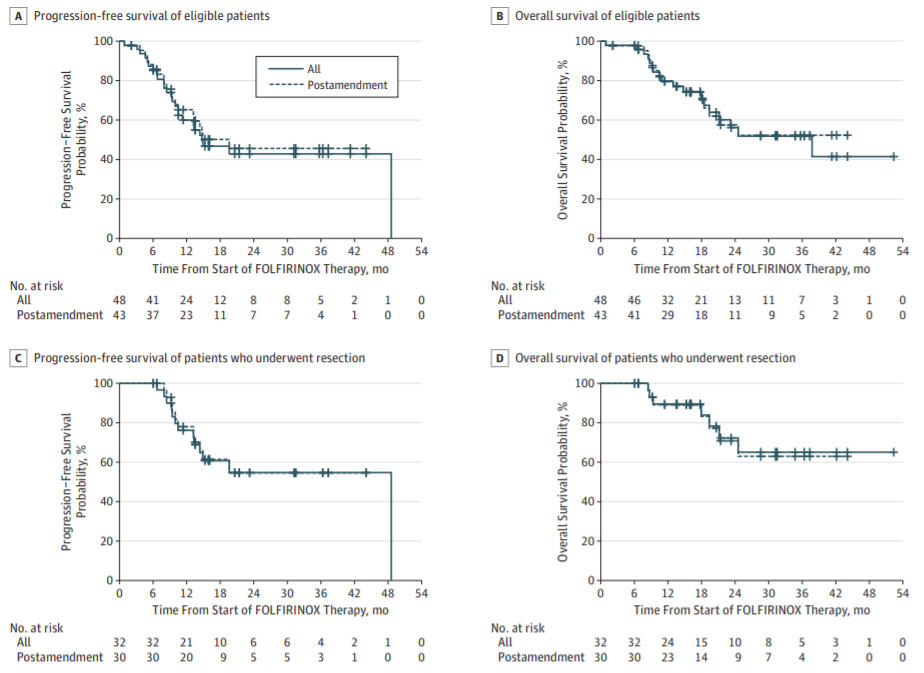 A Progression-free survival of eligible patients
100
80
60
40
20
0
Progression-Free Survival
Probability, %
All
Postamendment
0 6 12 18 24 30 36 42 48 54
Time From Start of FOLFIRINOX Therapy, mo
No. at risk
All 48 41 24 12 8 8 5 2 1 0
Postamendment 43 37 23 11 7 7 4 1 0 0
B Overall survival of eligible patients
100
80
60
40
20
0
Overall Survival Probability, %
0 6 12 18 24 30 36 42 48 54
Time From Start of FOLFIRINOX Therapy, mo
No. at risk
All 48 46 32 21 13 11 7 3 1 0
Postamendment 43 41 29 18 11 9 5 2 0 0
C Progression-free survival of patients who underwent resection
100
80
60
40
20
0
Progression-Free Survival
Probability, %
0 6 12 18 24 30 36 42 48 54
Time From Start of FOLFIRINOX Therapy, mo
No. at risk
All 32 32 21 10 6 6 4 2 1 0
Postamendment 30 30 20 9 5 5 3 1 0 0
D Overall survival of patients who underwent resection
100
80
60
40
20
0
Overall Survival Probability, %
0 6 12 18 24 30 36 42 48 54
Time From Start of FOLFIRINOX Therapy, mo
No. at risk
All 32 32 24 15 10 8 5 3 1 0
Postamendment 30 30 23 14 9 7 4 2 0 0